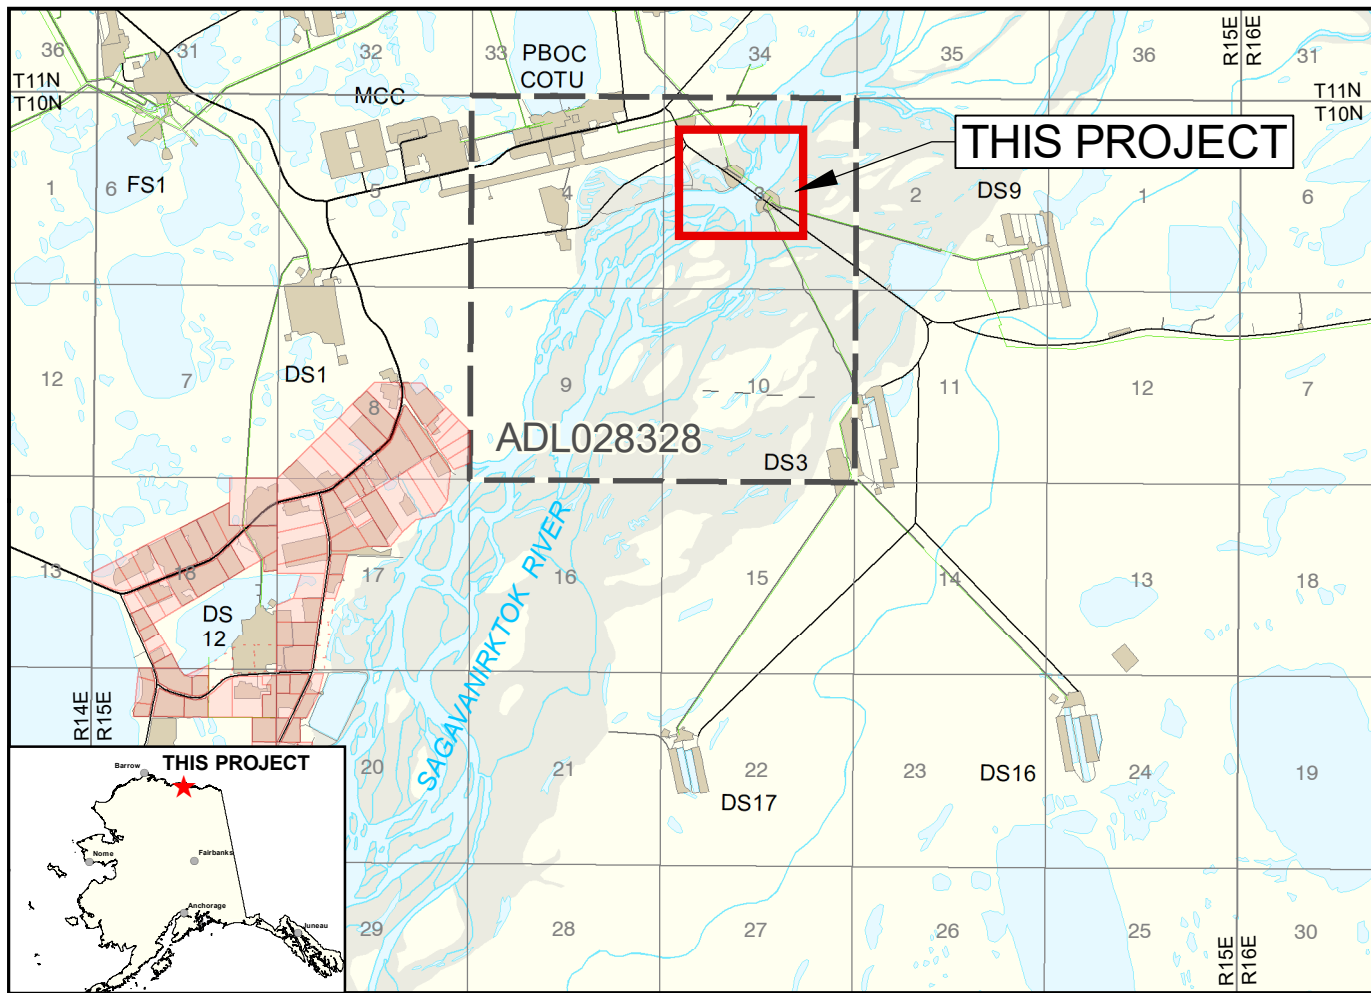 36
31
32
33
PBOC
COTU
34
35
R15E
R16E
36
31
T11N
T10N
MCC
T11N
T10N
THIS PROJECT
1
6
FS1
5
4
3
2
DS9
1
6
12
7
DS1
8
9
10
11
12
7
ADL028328
DS3
13
18
17
DS
12
SAGAVANIRKTOK RIVER
16
15
14
13
18
R14E
R15E
20
21
DS17
22
23
DS16
24
19
THIS PROJECT
Barrow
Nome
Fairbanks
Anchorage
Juneau
29
28
27
26
25
R15E
R16E
30